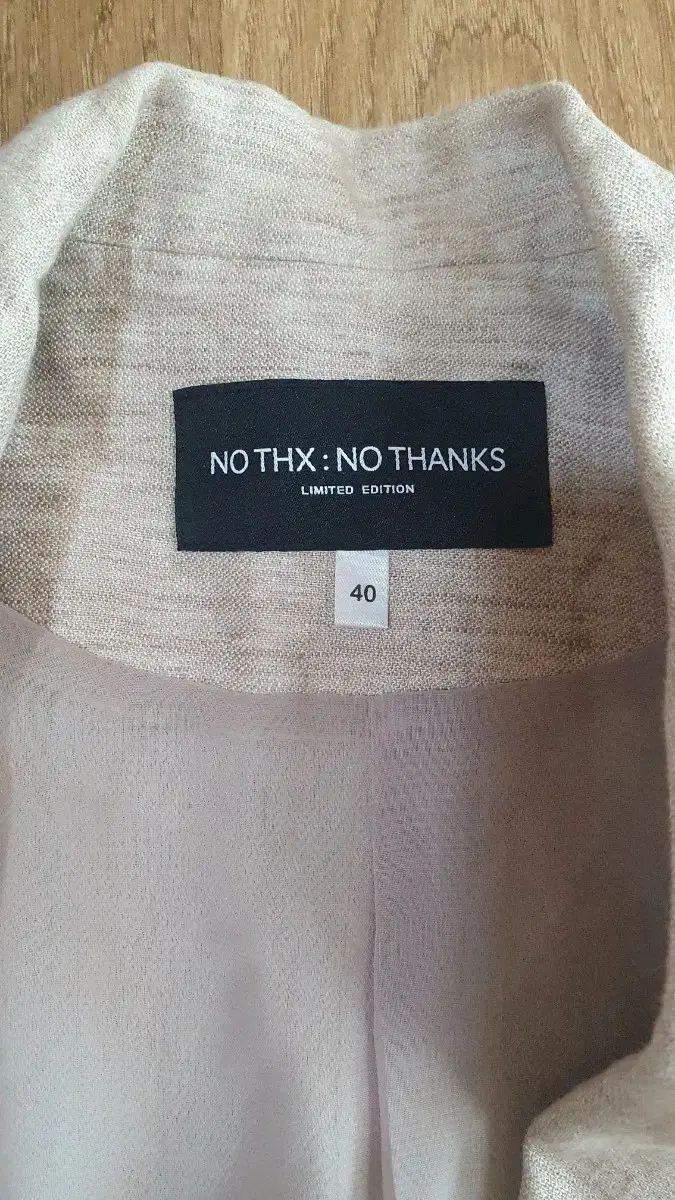 NO THX : NO THANKS
LIMITED EDITION
40